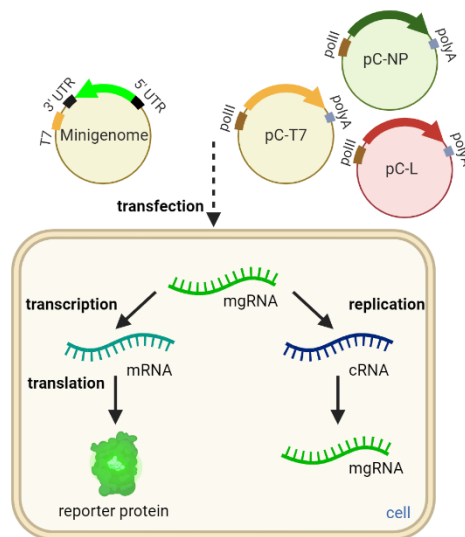 polII
pC-NP
polyA
3' UTR
5' UTR
T7
Minigenome
polII
pC-T7
polyA
polII
pC-L
polyA
transfection
transcription
mgRNA
replication
mRNA
cRNA
translation
mgRNA
reporter protein
cell